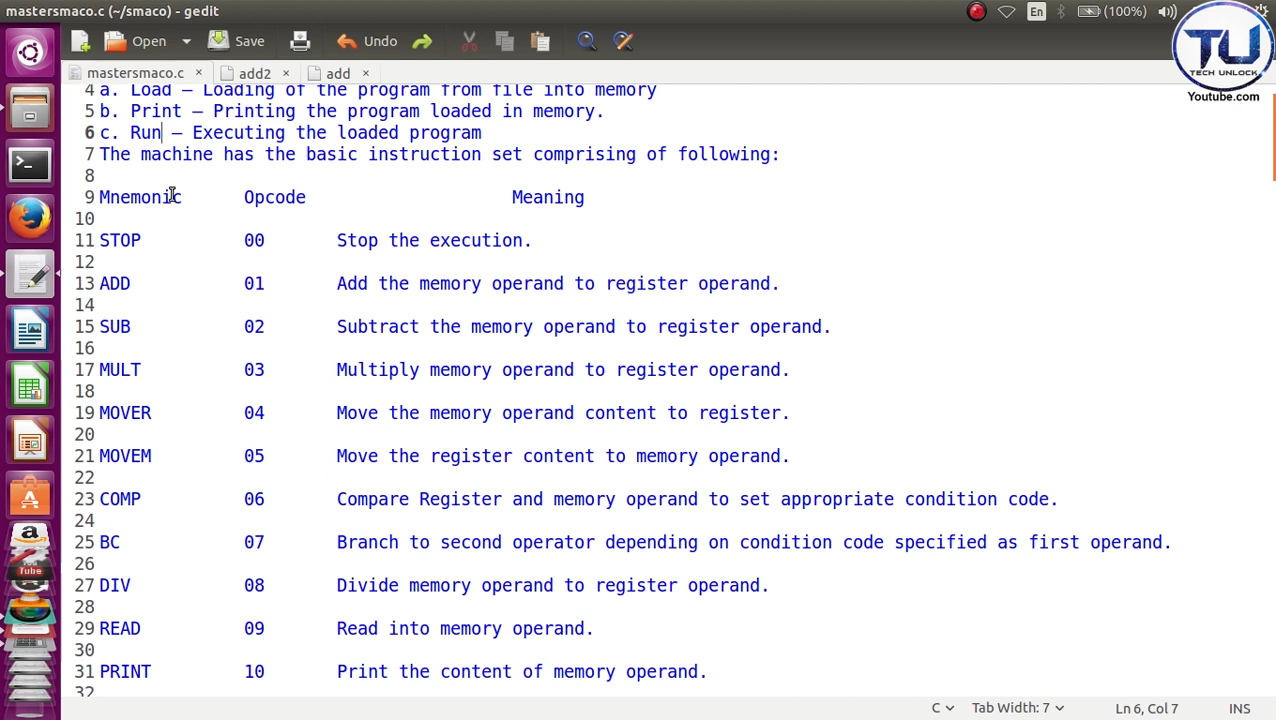 mastersmaco.c (~/smaco) - gedit
En (100%)
Open Save Undo
TU
TECH UNLOCK
Youtube.com
mastersmaco.c × add2 × add ×
4 a. Load – Loading of the program from file into memory
5 b. Print – Printing the program loaded in memory.
6 c. Run – Executing the loaded program
7 The machine has the basic instruction set comprising of following:
8
9 Mnemonic Opcode Meaning
10
11 STOP 00 Stop the execution.
12
13 ADD 01 Add the memory operand to register operand.
14
15 SUB 02 Subtract the memory operand to register operand.
16
17 MULT 03 Multiply memory operand to register operand.
18
19 MOVER 04 Move the memory operand content to register.
20
21 MOVEM 05 Move the register content to memory operand.
22
23 COMP 06 Compare Register and memory operand to set appropriate condition code.
24
25 BC 07 Branch to second operator depending on condition code specified as first operand.
26
27 DIV 08 Divide memory operand to register operand.
28
29 READ 09 Read into memory operand.
30
31 PRINT 10 Print the content of memory operand.
32
C Tab Width: 7 Ln 6, Col 7 INS